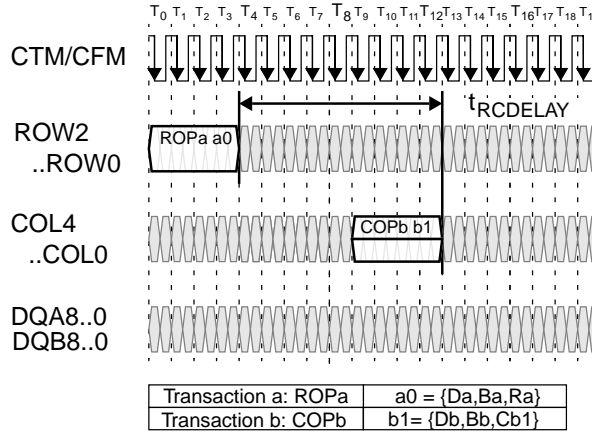 T0 T1 T2 T3 T4 T5 T6 T7 T8 T9 T10 T11 T12 T13 T14 T15 T16 T17 T18 T1
CTM/CFM
tRCDELAY
ROW2
..ROW0
ROPa a0
COL4
..COL0
COPb b1
DQA8..0
DQB8..0
Transaction a: ROPa a0 = {Da,Ba,Ra}
Transaction b: COPb b1= {Db,Bb,Cb1}